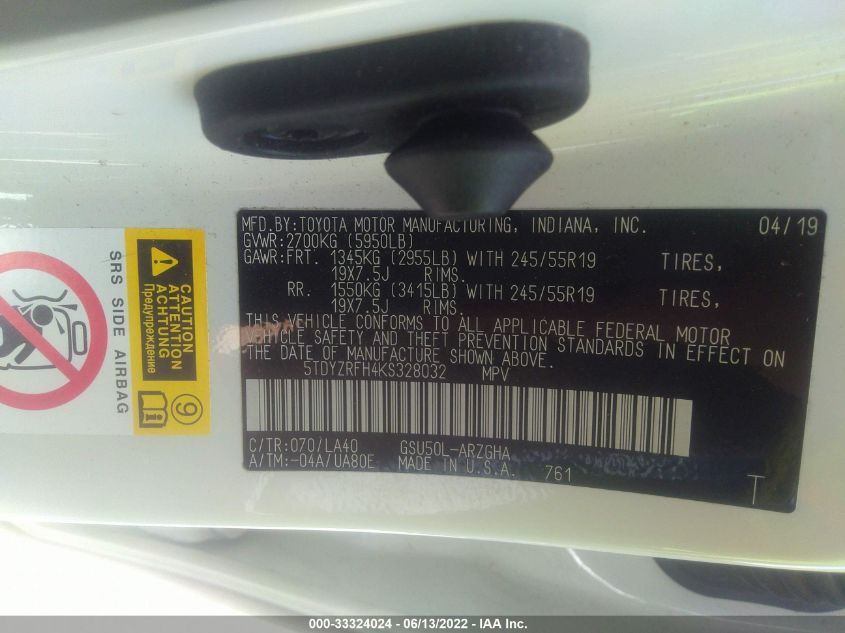 MFD.BY:TOYOTA MOTOR MANUFACTURING, INDIANA, INC. 04/19
GVWR:2700KG (5950LB)
GAWR:FRT. 1345KG (2955LB) WITH 245/55R19 TIRES,
19X7.5J RIMS.
RR. 1550KG (3415LB) WITH 245/55R19 TIRES,
19X7.5J RIMS.
THIS VEHICLE CONFORMS TO ALL APPLICABLE FEDERAL MOTOR
VEHICLE SAFETY AND THEFT PREVENTION STANDARDS IN EFFECT ON
THE DATE OF MANUFACTURE SHOWN ABOVE.
5TDYZRFH4KS328032 MPV
C/TR:070/LA40 GSU50L-ARZGHA
A/TM:-04A/UA80E MADE IN U.S.A. 761
T
CAUTION
ATTENTION
ACHTUNG
Предупреждение
9
SRS SIDE AIRBAG
000-33324024 - 06/13/2022 - IAA Inc.